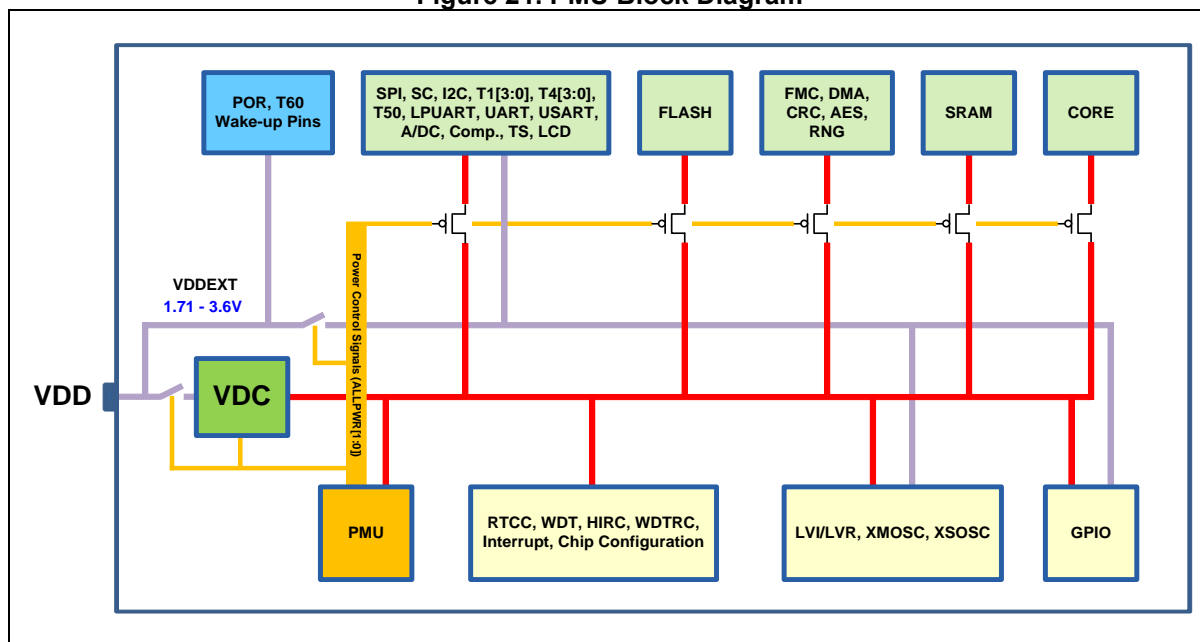 Figure 21. PMU Block Diagram
POR, T60
Wake-up Pins
SPI, SC, I2C, T1[3:0], T4[3:0],
T50, LPUART, UART, USART,
A/DC, Comp., TS, LCD
FLASH
FMC, DMA,
CRC, AES,
RNG
SRAM
CORE
VDDEXT
1.71 - 3.6V
Power Control Signals (ALLPWR[1:0])
VDD
VDC
PMU
RTCC, WDT, HIRC, WDTRC,
Interrupt, Chip Configuration
LVI/LVR, XMOSC, XSOSC
GPIO